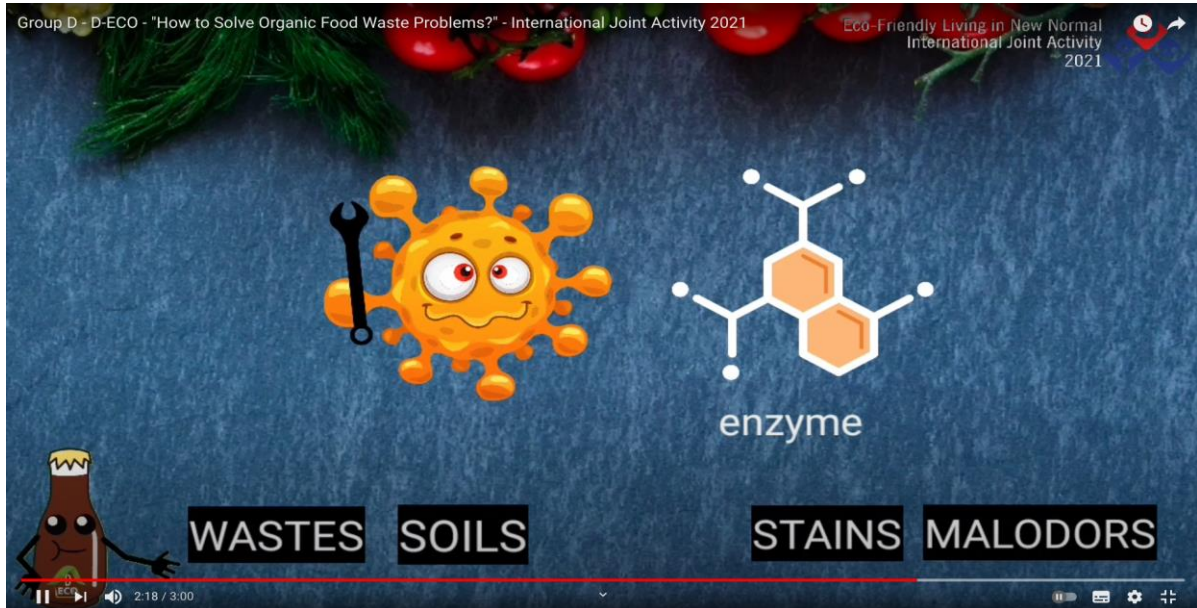 Group D - D-ECO - "How to Solve Organic Food Waste Problems?" - International Joint Activity 2021
Eco-Friendly Living in New Normal
International Joint Activity
2021
enzyme
WASTES SOILS STAINS MALODORS
ECO
2:18 / 3:00